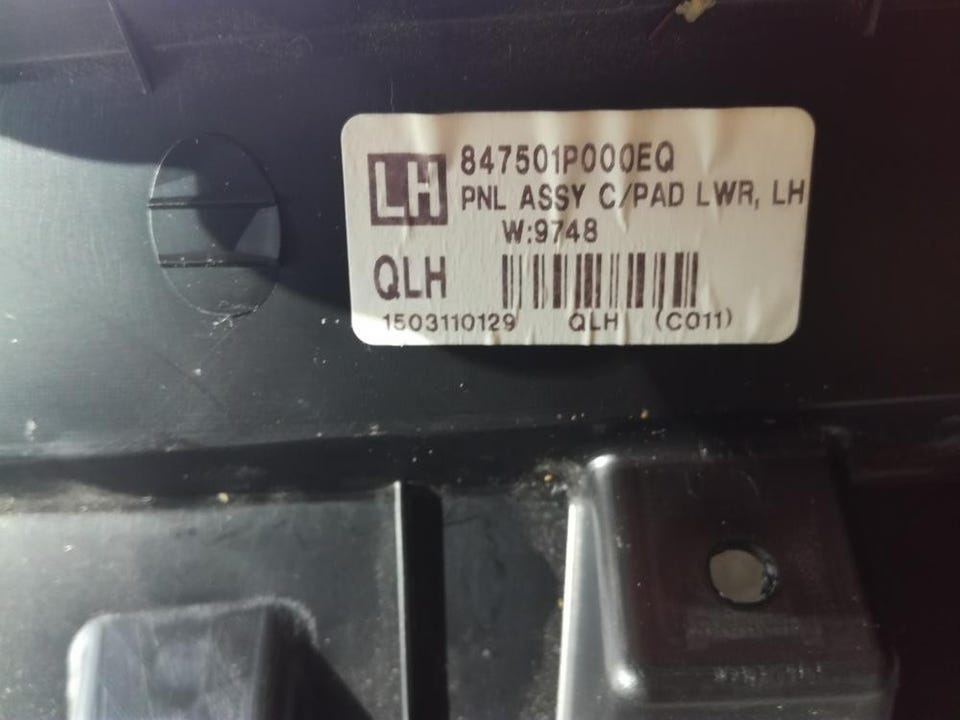 LH 847501P000EQ
PNL ASSY C/PAD LWR, LH
W:9748
QLH
1503110129 QLH (C011)